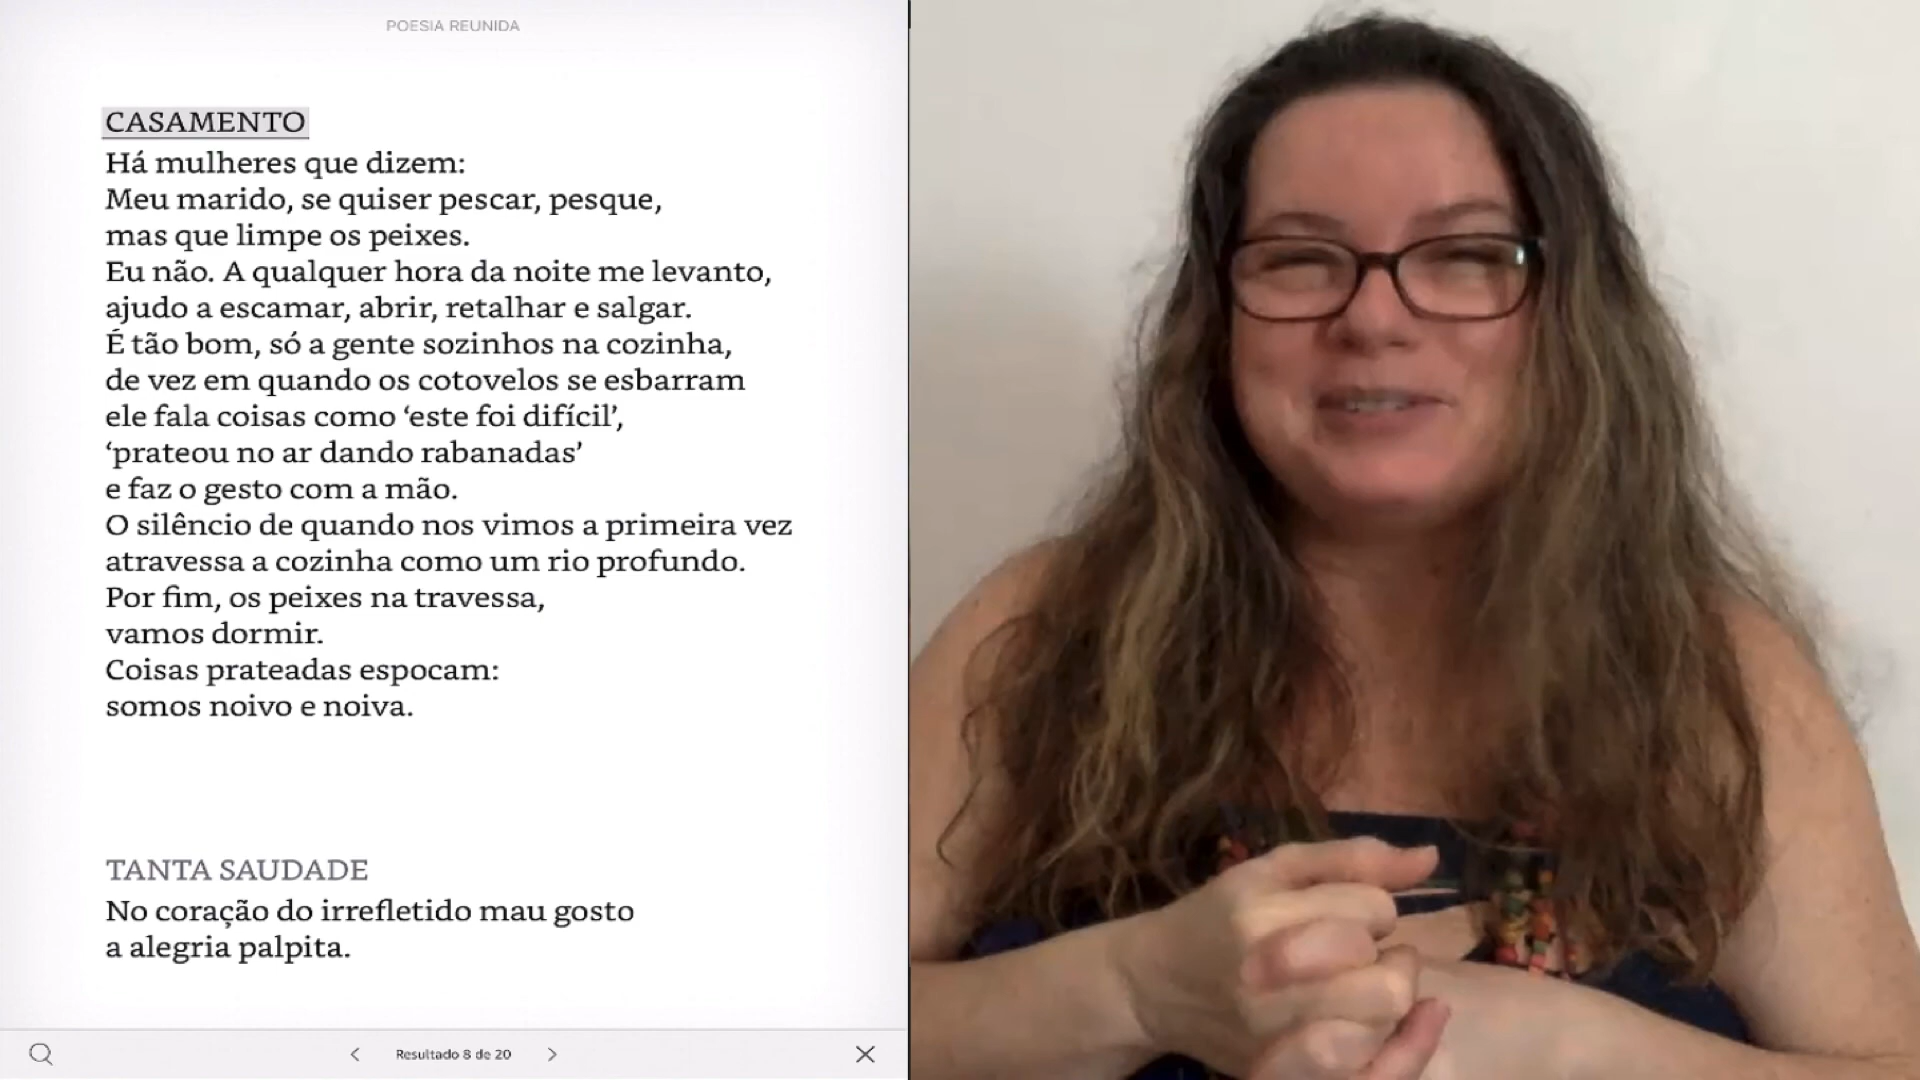 POESIA REUNIDA
CASAMENTO
Há mulheres que dizem:
Meu marido, se quiser pescar, pesque,
mas que limpe os peixes.
Eu não. A qualquer hora da noite me levanto,
ajudo a escamar, abrir, retalhar e salgar.
É tão bom, só a gente sozinhos na cozinha,
de vez em quando os cotovelos se esbarram
ele fala coisas como ‘este foi difícil’,
‘prateou no ar dando rabanadas’
e faz o gesto com a mão.
O silêncio de quando nos vimos a primeira vez
atravessa a cozinha como um rio profundo.
Por fim, os peixes na travessa,
vamos dormir.
Coisas prateadas espocam:
somos noivo e noiva.
TANTA SAUDADE
No coração do irrefletido mau gosto
a alegria palpita.
Resultado 8 de 20